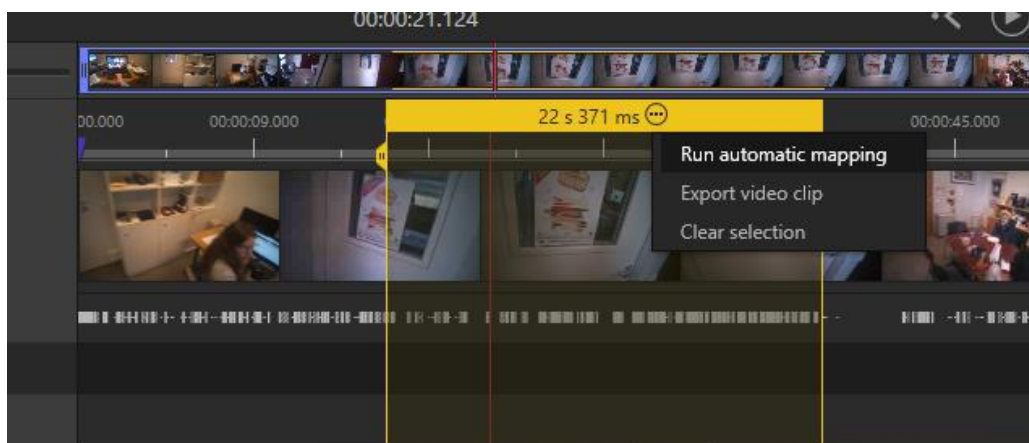 00:00:21.124
00.000
00:00:09.000
22 s 371 ms
00:00:45.000
Run automatic mapping
Export video clip
Clear selection